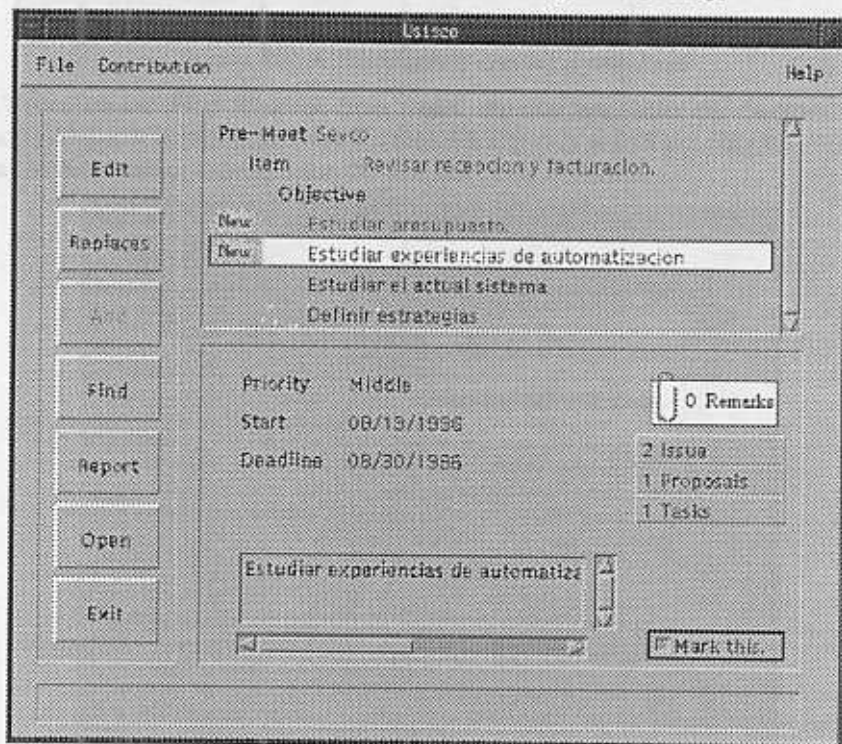 File Contribution Help
Edit
Replaces
Find
Report
Open
Exit
Pre-Meet
Item Revisar recepcion y facturacion.
Objective
New Estudiar presupuesto.
New Estudiar experiencias de automatizacion
Estudiar el actual sistema
Definir estrategias
Priority Middle
Start 08/19/1996
Deadline 08/30/1996
0 Remarks
2 Issue
1 Proposals
1 Tasks
Estudiar experiencias de automatiza
Mark this.